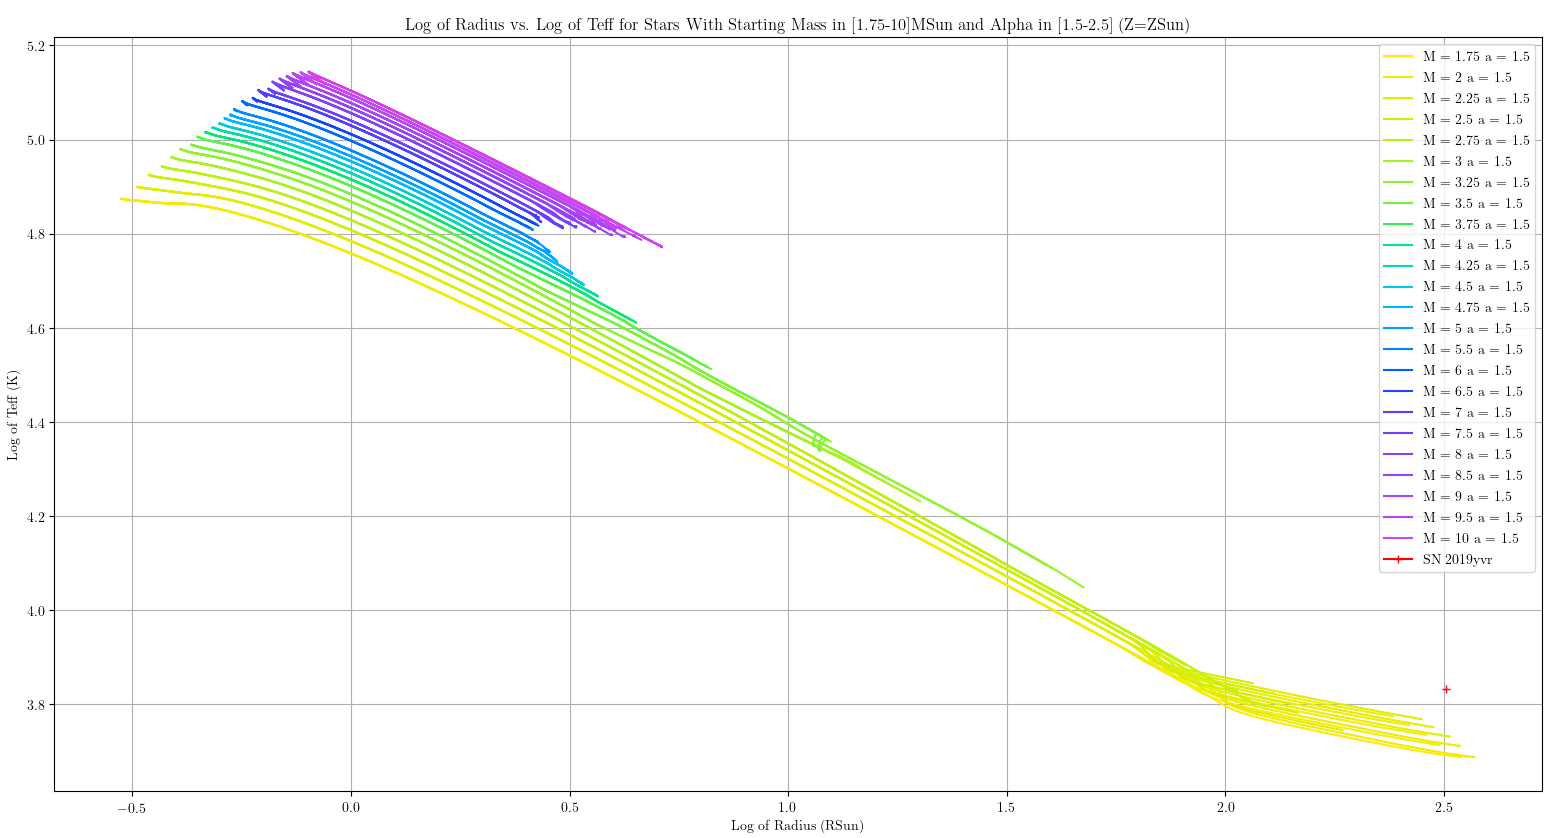 Log of Radius vs. Log of Teff for Stars With Starting Mass in [1.75-10]MSun and Alpha in [1.5-2.5] (Z=ZSun)
5.2
5.0
4.8
4.6
4.4
4.2
4.0
3.8
Log of Teff (K)
M = 1.75 a = 1.5
M = 2 a = 1.5
M = 2.25 a = 1.5
M = 2.5 a = 1.5
M = 2.75 a = 1.5
M = 3 a = 1.5
M = 3.25 a = 1.5
M = 3.5 a = 1.5
M = 3.75 a = 1.5
M = 4 a = 1.5
M = 4.25 a = 1.5
M = 4.5 a = 1.5
M = 4.75 a = 1.5
M = 5 a = 1.5
M = 5.5 a = 1.5
M = 6 a = 1.5
M = 6.5 a = 1.5
M = 7 a = 1.5
M = 7.5 a = 1.5
M = 8 a = 1.5
M = 8.5 a = 1.5
M = 9 a = 1.5
M = 9.5 a = 1.5
M = 10 a = 1.5
SN 2019yvr
−0.5 0.0 0.5 1.0 1.5 2.0 2.5
Log of Radius (RSun)